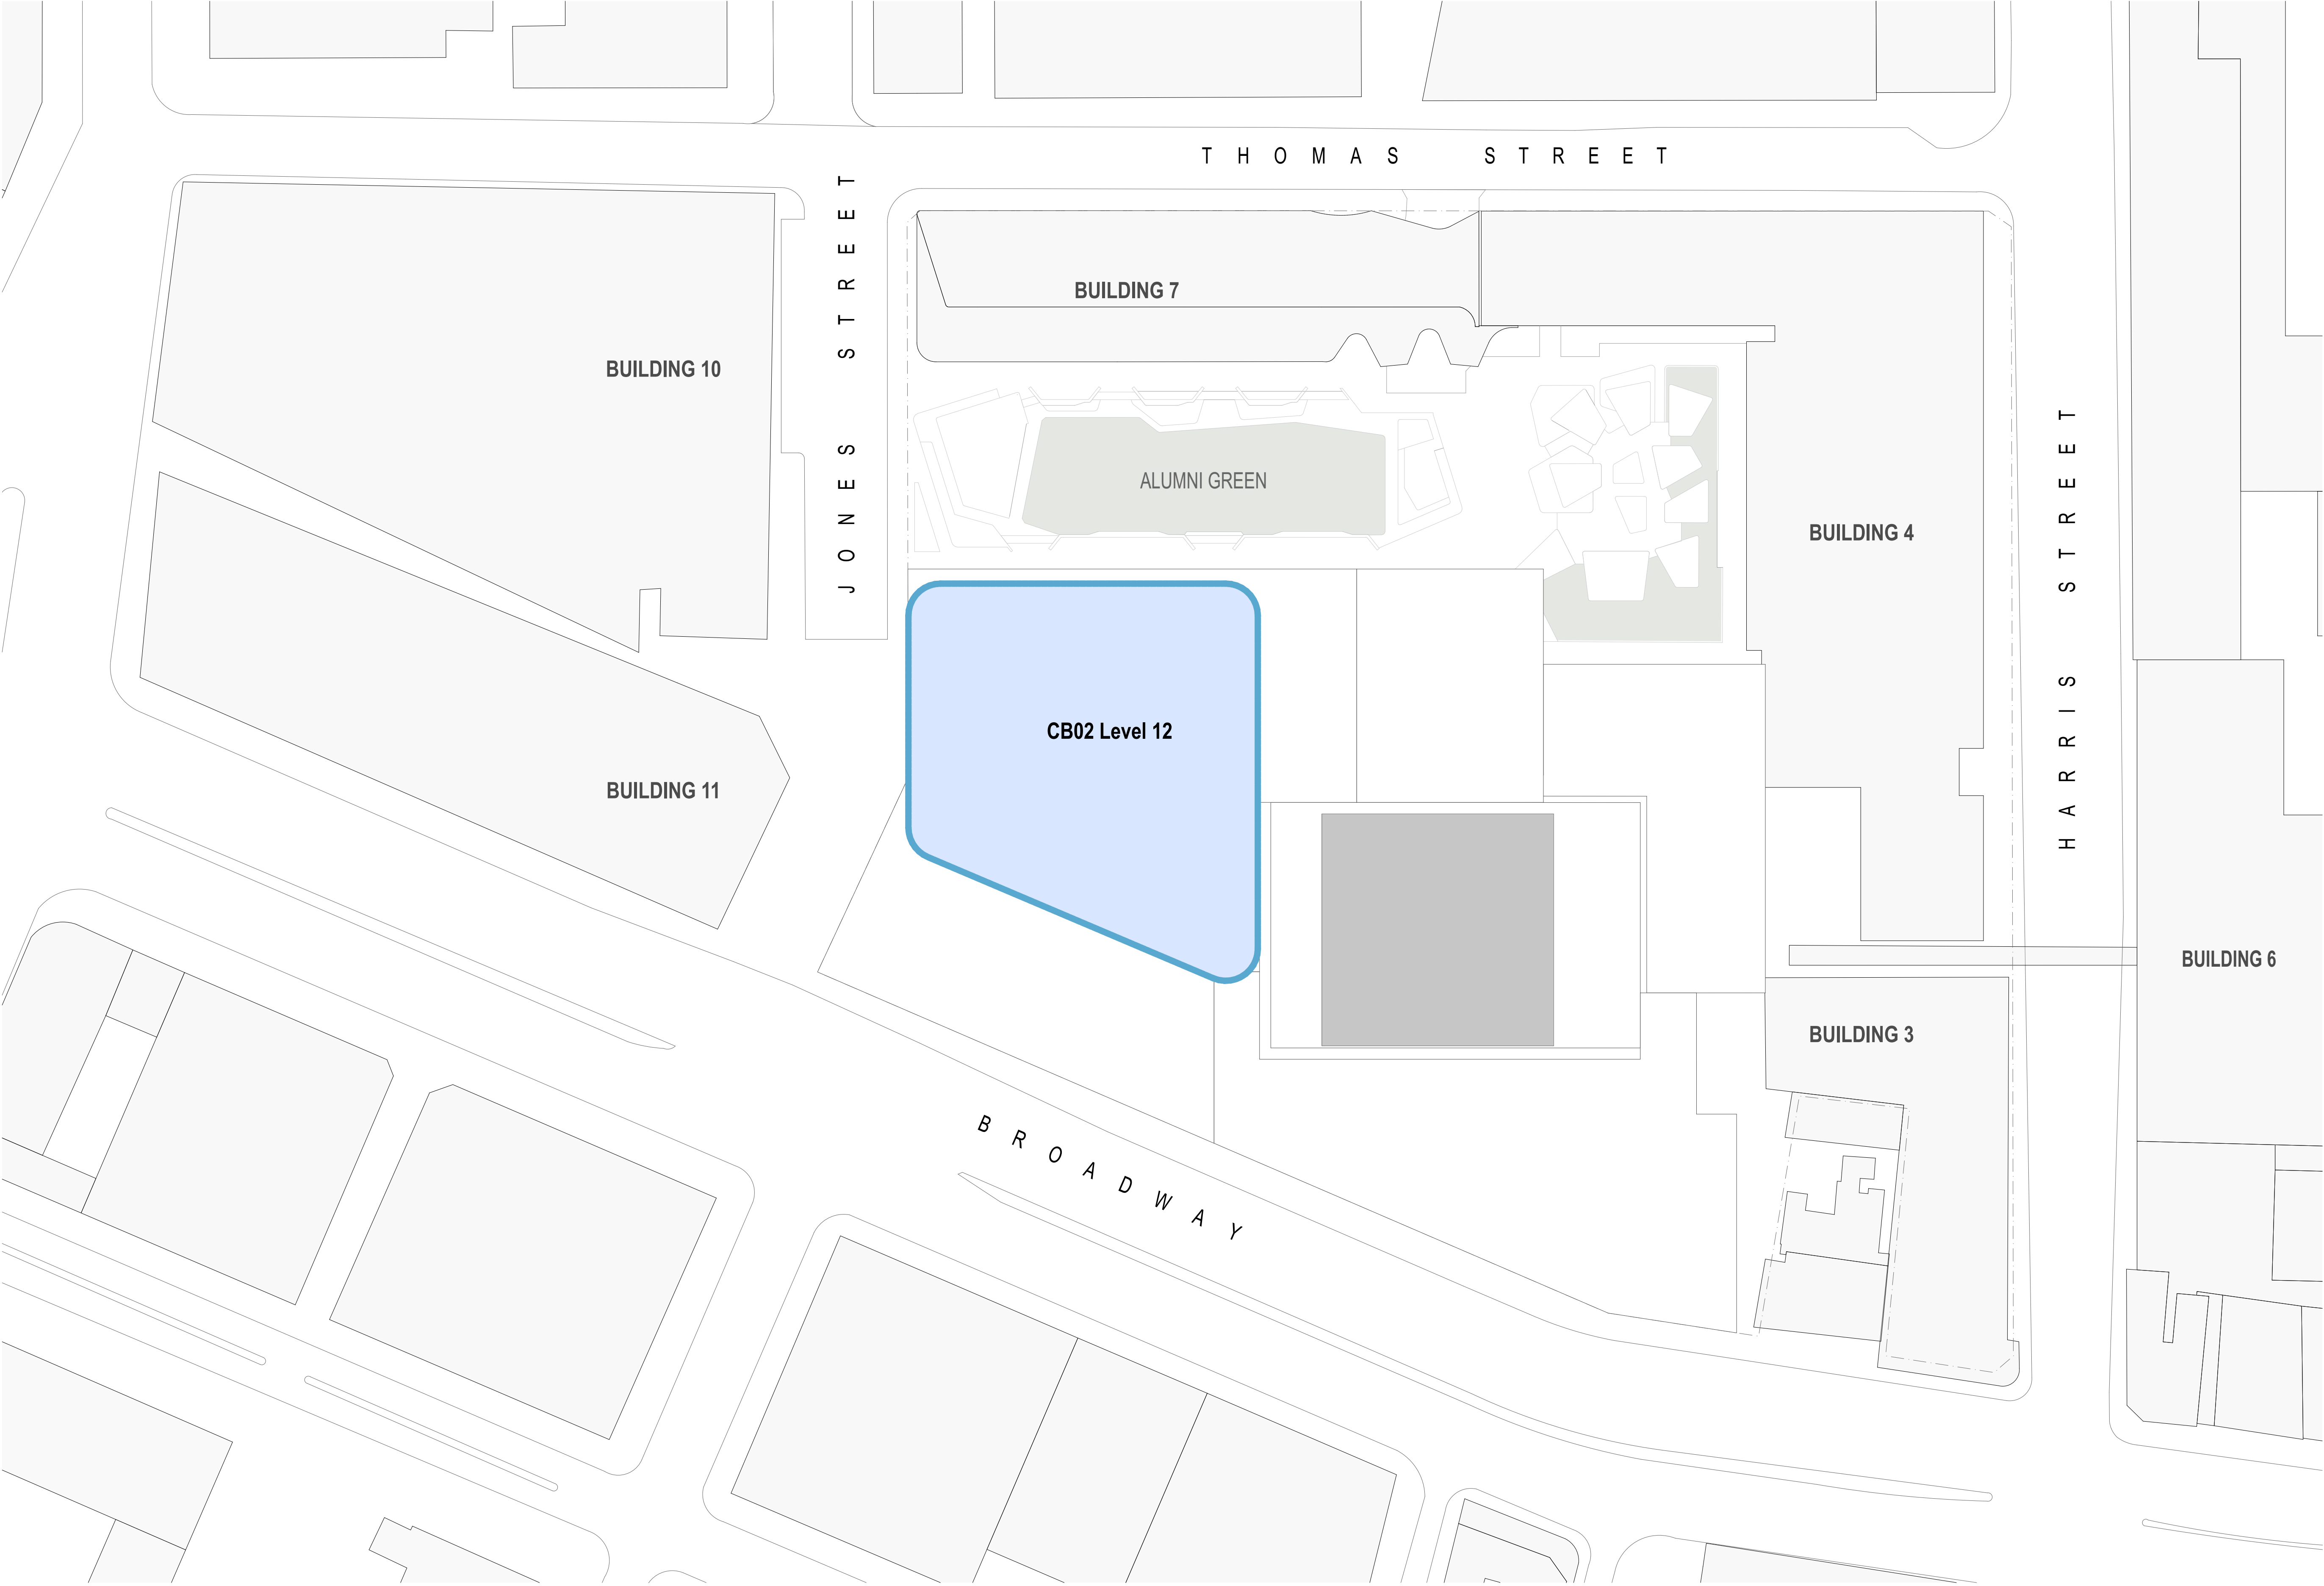 THOMAS STREET
JONES STREET
BUILDING 7
BUILDING 10
ALUMNI GREEN
BUILDING 4
HARRIS STREET
CB02 Level 12
BUILDING 11
BUILDING 6
BUILDING 3
BROADWAY